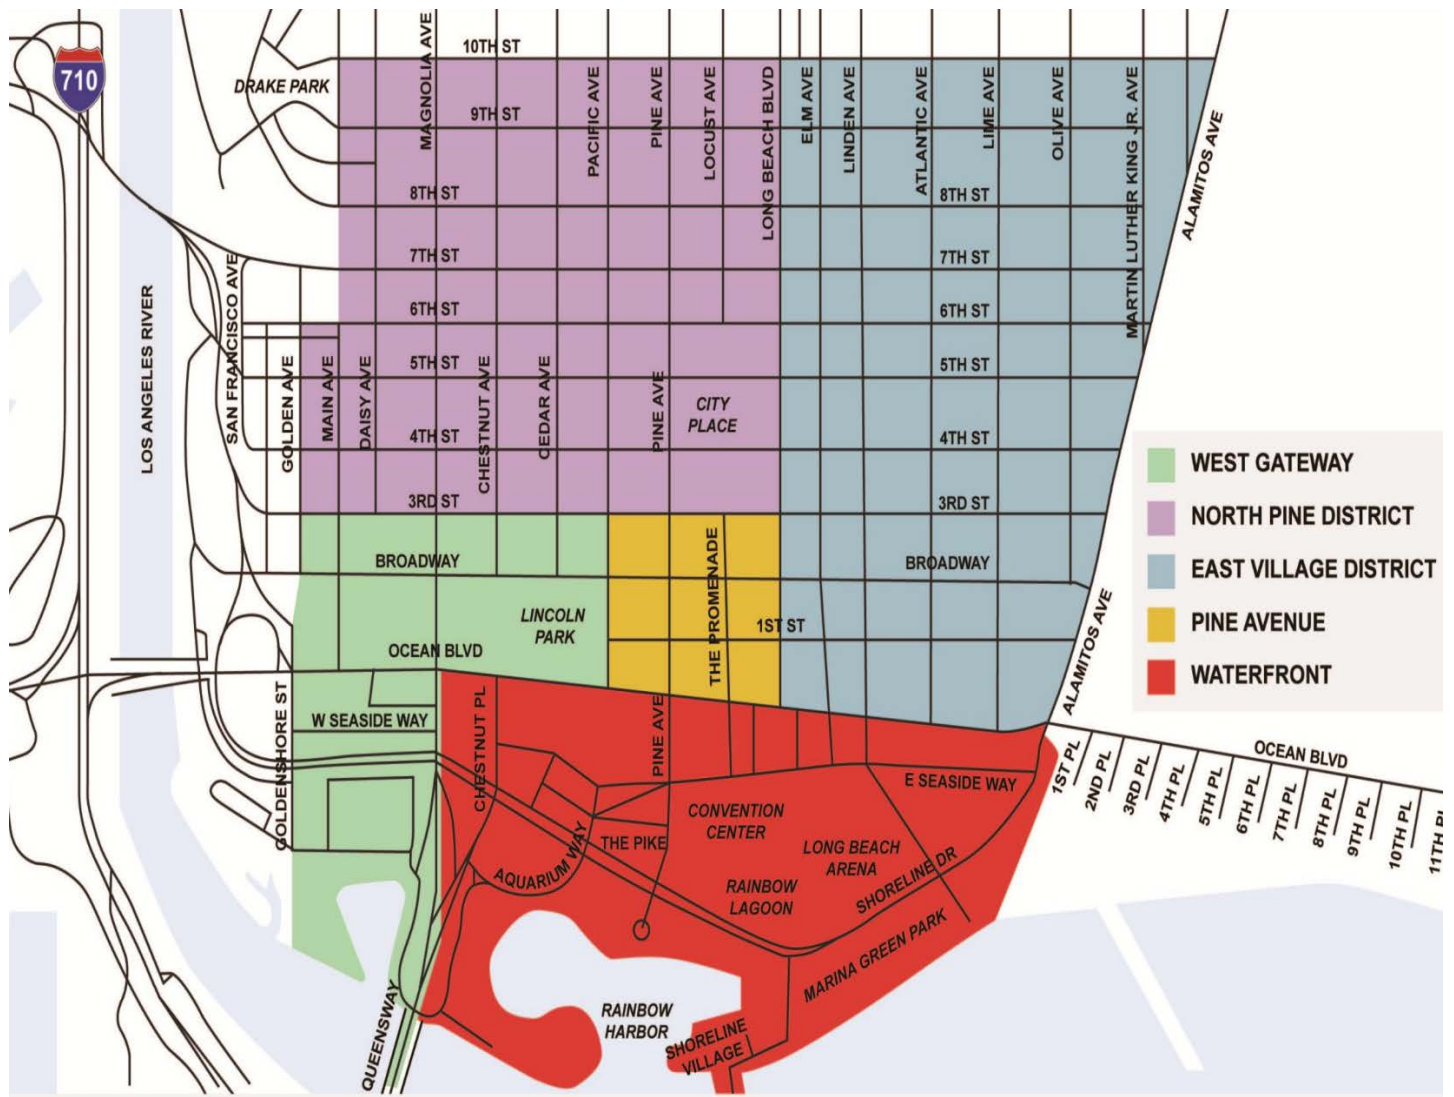 10TH ST
710
DRAKE PARK
MAGNOLIA AVE
9TH ST
PACIFIC AVE
PINE AVE
LOCUST AVE
LONG BEACH BLVD
ELM AVE
LINDEN AVE
ATLANTIC AVE
LIME AVE
OLIVE AVE
MARTIN LUTHER KING JR. AVE
ALAMITOS AVE
8TH ST
8TH ST
7TH ST
7TH ST
6TH ST
6TH ST
LOS ANGELES RIVER
SAN FRANCISCO AVE
GOLDEN AVE
MAIN AVE
DAISY AVE
5TH ST
CHESTNUT AVE
CEDAR AVE
PINE AVE
CITY
PLACE
5TH ST
4TH ST
4TH ST
3RD ST
3RD ST
WEST GATEWAY
NORTH PINE DISTRICT
EAST VILLAGE DISTRICT
PINE AVENUE
WATERFRONT
BROADWAY
THE PROMENADE
BROADWAY
LINCOLN
PARK
1ST ST
OCEAN BLVD
ALAMITOS AVE
GOLDENSHORE ST
W SEASIDE WAY
CHESTNUT PL
PINE AVE
OCEAN BLVD
E SEASIDE WAY
1ST PL
2ND PL
3RD PL
4TH PL
5TH PL
6TH PL
7TH PL
8TH PL
9TH PL
10TH PL
11TH PL
CONVENTION
CENTER
THE PIKE
AQUARIUM WAY
LONG BEACH
ARENA
SHORELINE DR
RAINBOW
LAGOON
MARINA GREEN PARK
QUEENSWAY
RAINBOW
HARBOR
SHORELINE
VILLAGE